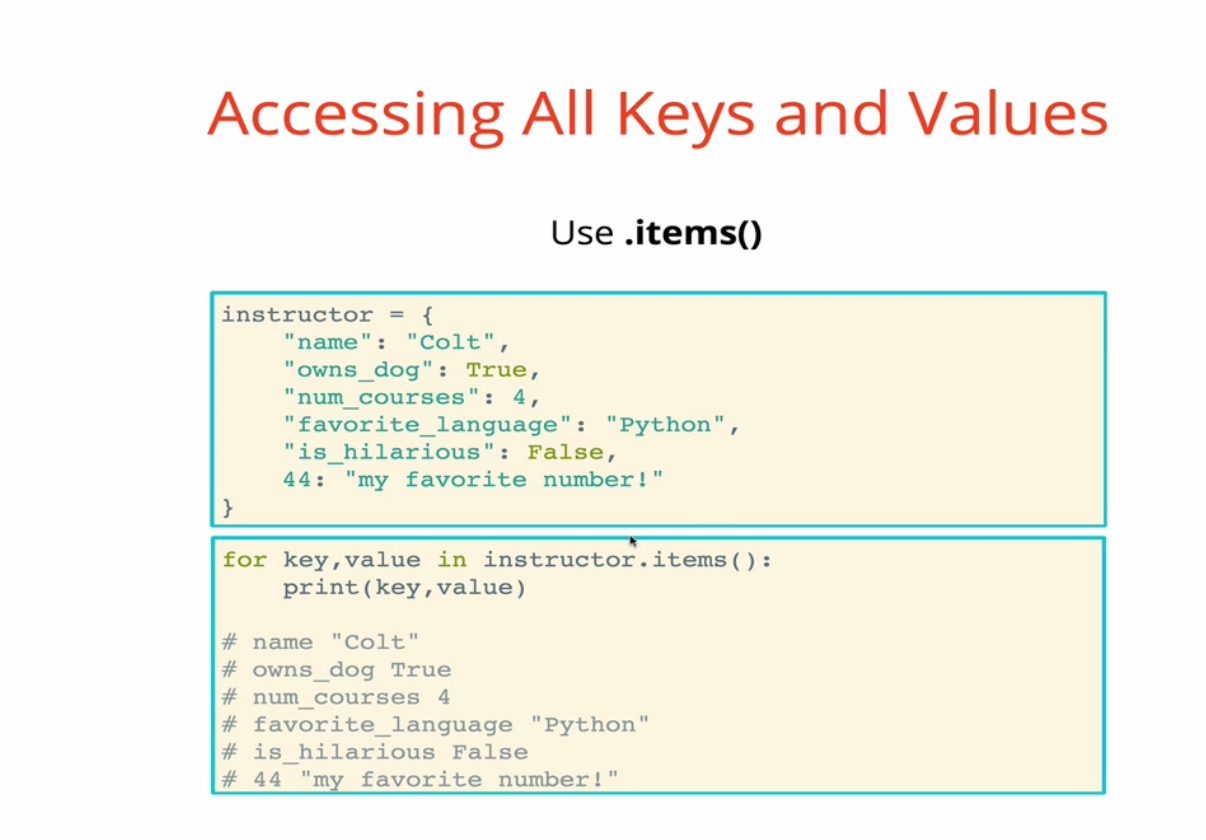 Accessing All Keys and Values
Use .items()
instructor = {
    "name": "Colt",
    "owns_dog": True,
    "num_courses": 4,
    "favorite_language": "Python",
    "is_hilarious": False,
    44: "my favorite number!"
}
for key,value in instructor.items():
    print(key,value)
# name "Colt"
# owns_dog True
# num_courses 4
# favorite_language "Python"
# is_hilarious False
# 44 "my favorite number!"